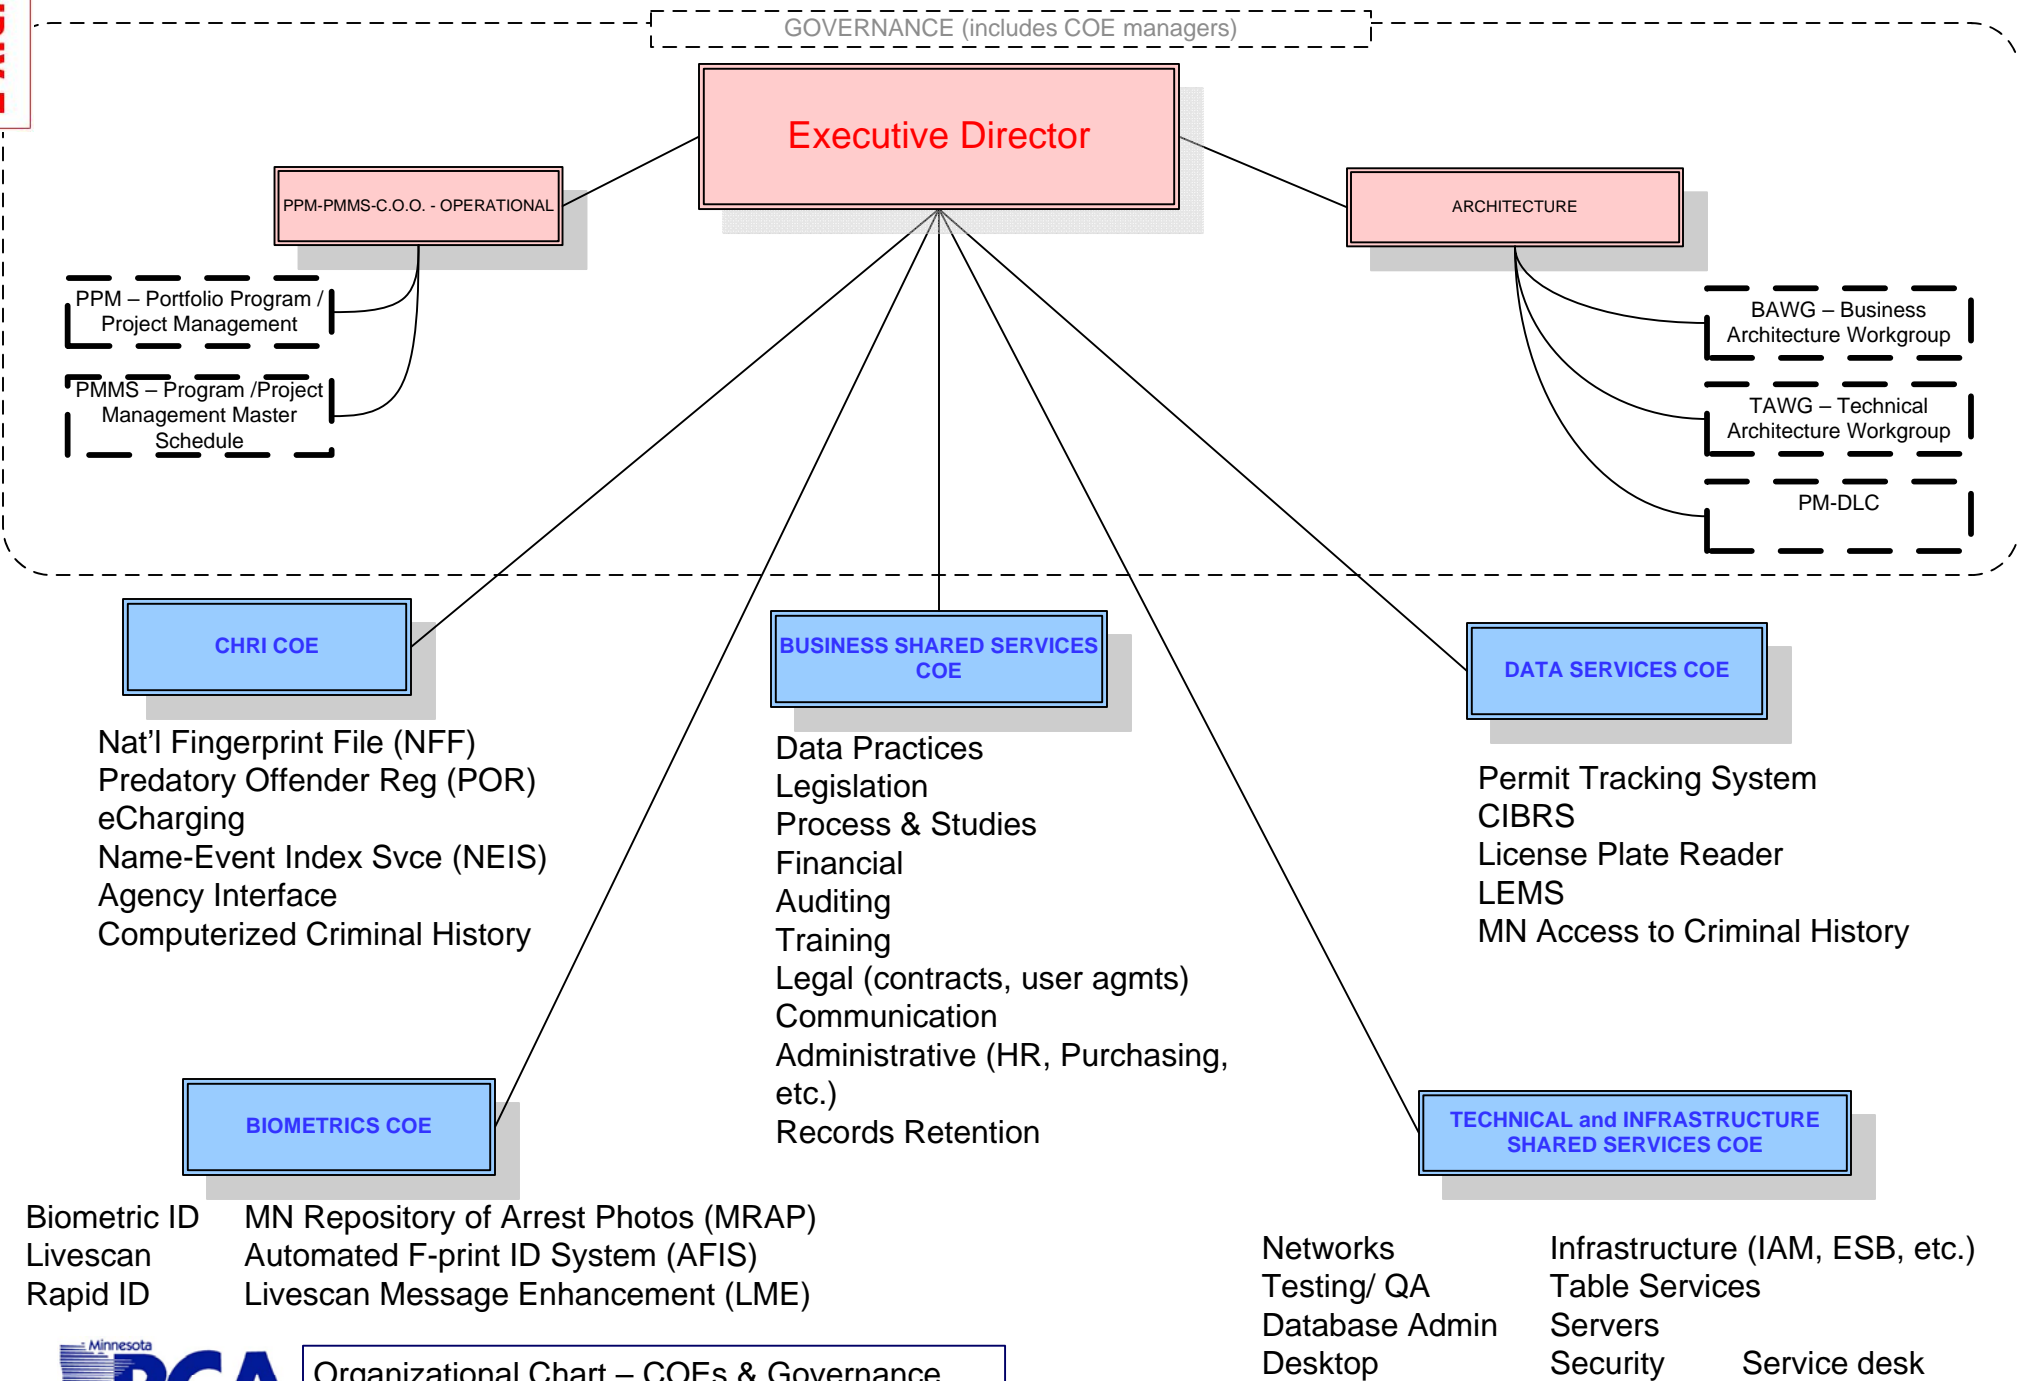 GOVERNANCE (includes COE managers)
Executive Director
PPM-PMMS-C.O.O. - OPERATIONAL
ARCHITECTURE
PPM – Portfolio Program /
Project Management
PMMS – Program /Project
Management Master
Schedule
BAWG – Business
Architecture Workgroup
TAWG – Technical
Architecture Workgroup
PM-DLC
CHRI COE
Nat’l Fingerprint File (NFF)
Predatory Offender Reg (POR)
eCharging
Name-Event Index Svce (NEIS)
Agency Interface
Computerized Criminal History
BUSINESS SHARED SERVICES
COE
Data Practices
Legislation
Process & Studies
Financial
Auditing
Training
Legal (contracts, user agmts)
Communication
Administrative (HR, Purchasing,
etc.)
Records Retention
DATA SERVICES COE
Permit Tracking System
CIBRS
License Plate Reader
LEMS
MN Access to Criminal History
BIOMETRICS COE
Biometric ID MN Repository of Arrest Photos (MRAP)
Livescan Automated F-print ID System (AFIS)
Rapid ID Livescan Message Enhancement (LME)
TECHNICAL and INFRASTRUCTURE
SHARED SERVICES COE
Networks Infrastructure (IAM, ESB, etc.)
Testing/ QA Table Services
Database Admin Servers
Desktop Security Service desk
Minnesota
BCA
Organizational Chart – COEs & Governance